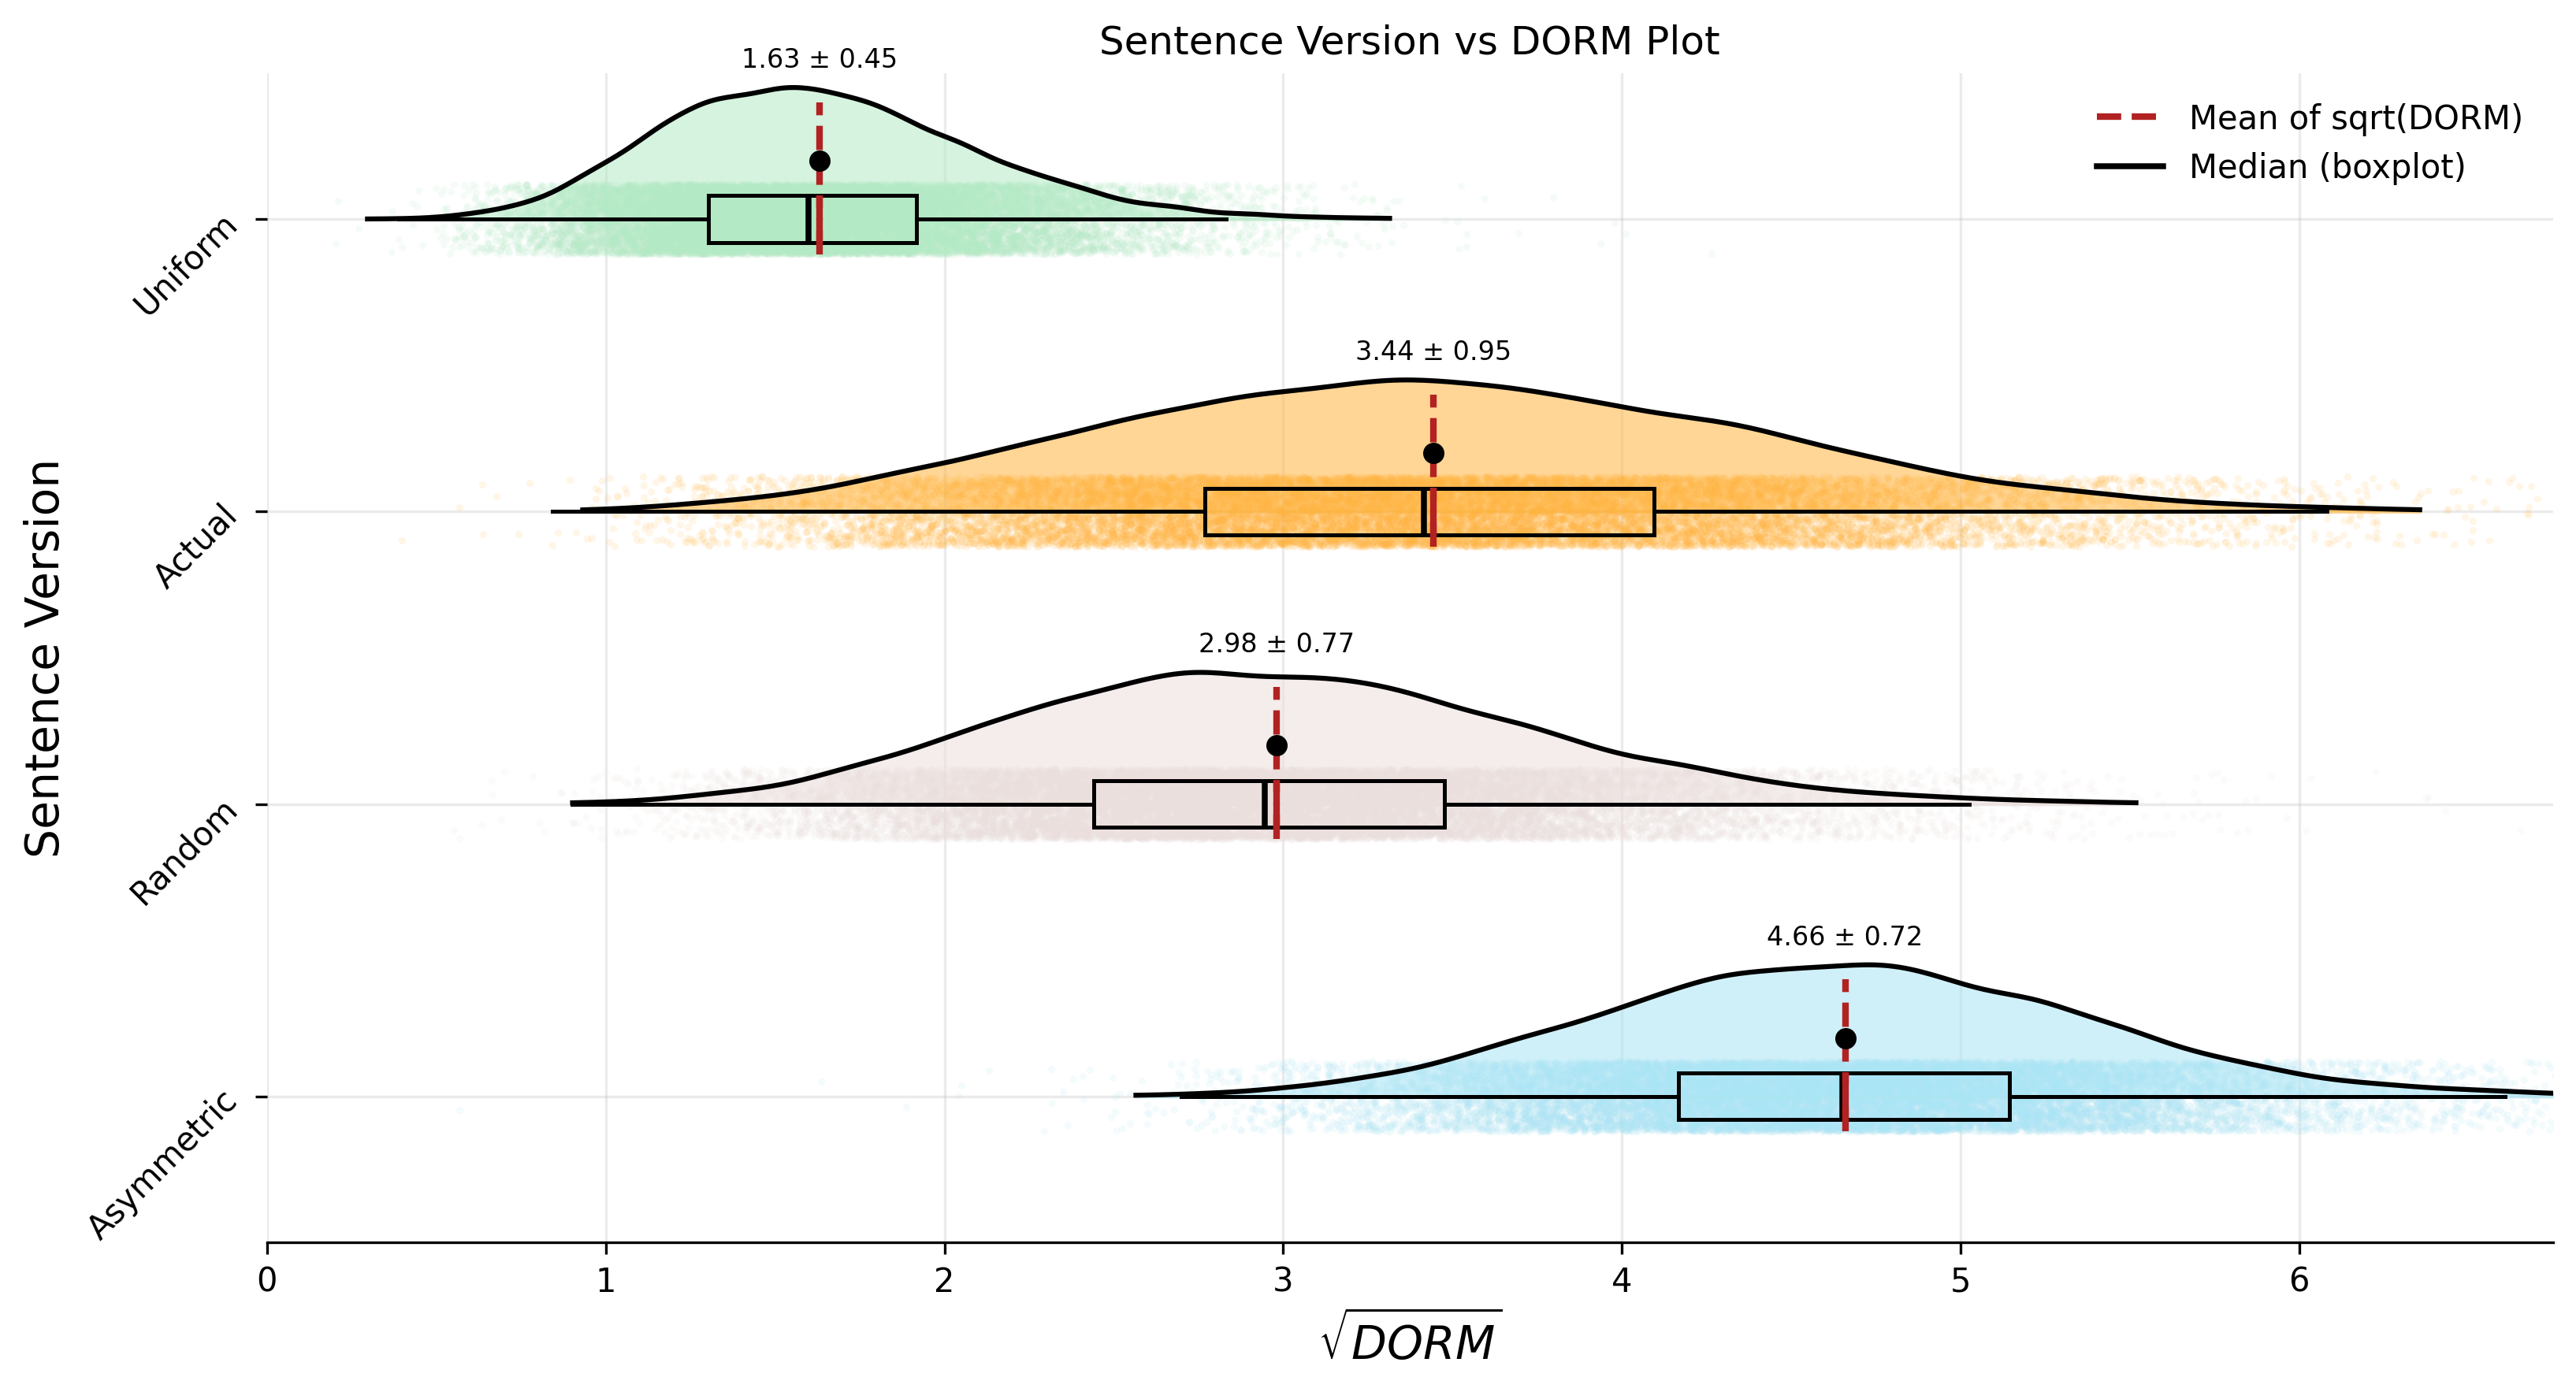 Sentence Version vs DORM Plot
1.63 ± 0.45
Mean of sqrt(DORM)
Median (boxplot)
Uniform
3.44 ± 0.95
Actual
Sentence Version
2.98 ± 0.77
Random
4.66 ± 0.72
Asymmetric
0 1 2 3 4 5 6
√DORM